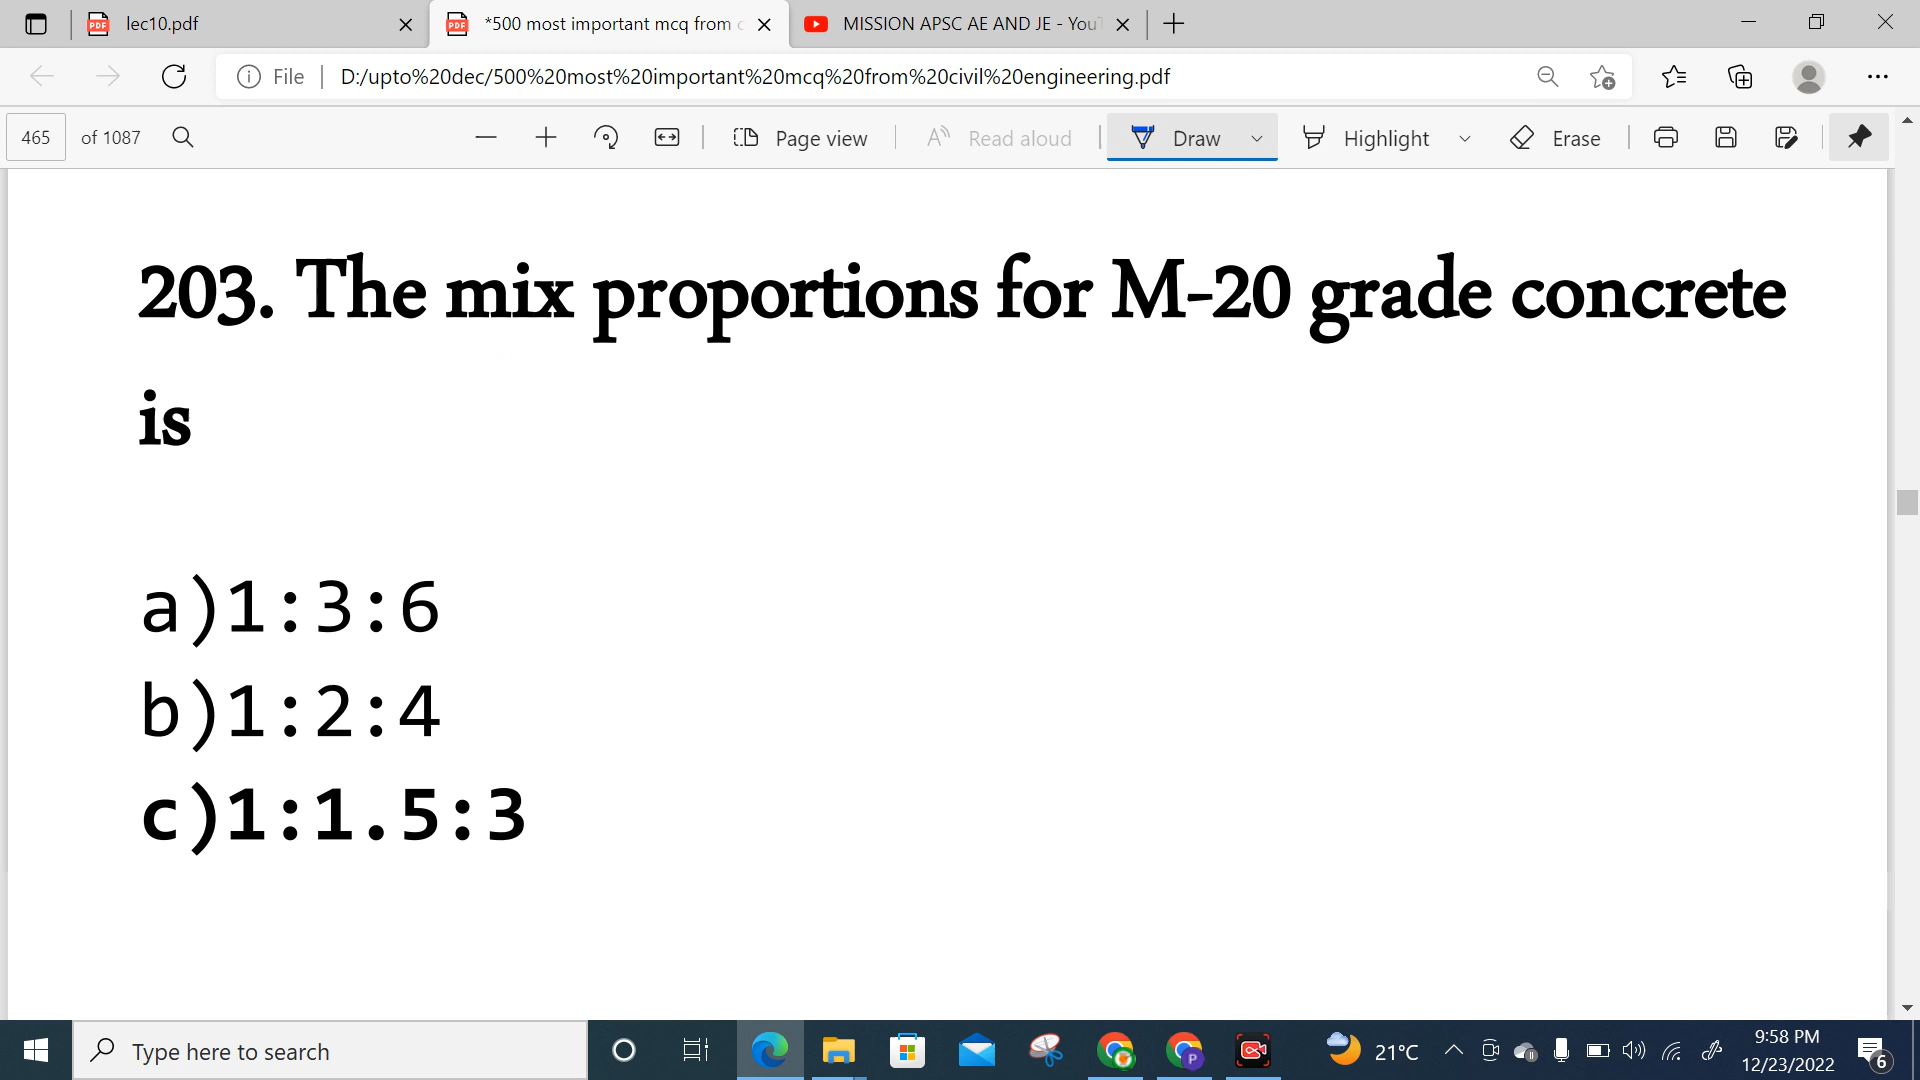 lec10.pdf
*500 most important mcq from c
MISSION APSC AE AND JE - YouT
File
D:/upto%20dec/500%20most%20important%20mcq%20from%20civil%20engineering.pdf
465 of 1087
Page view
Read aloud
Draw
Highlight
Erase
203. The mix proportions for M-20 grade concrete
is
a)1:3:6
b)1:2:4
c)1:1.5:3
Type here to search
21°C
9:58 PM
12/23/2022
6